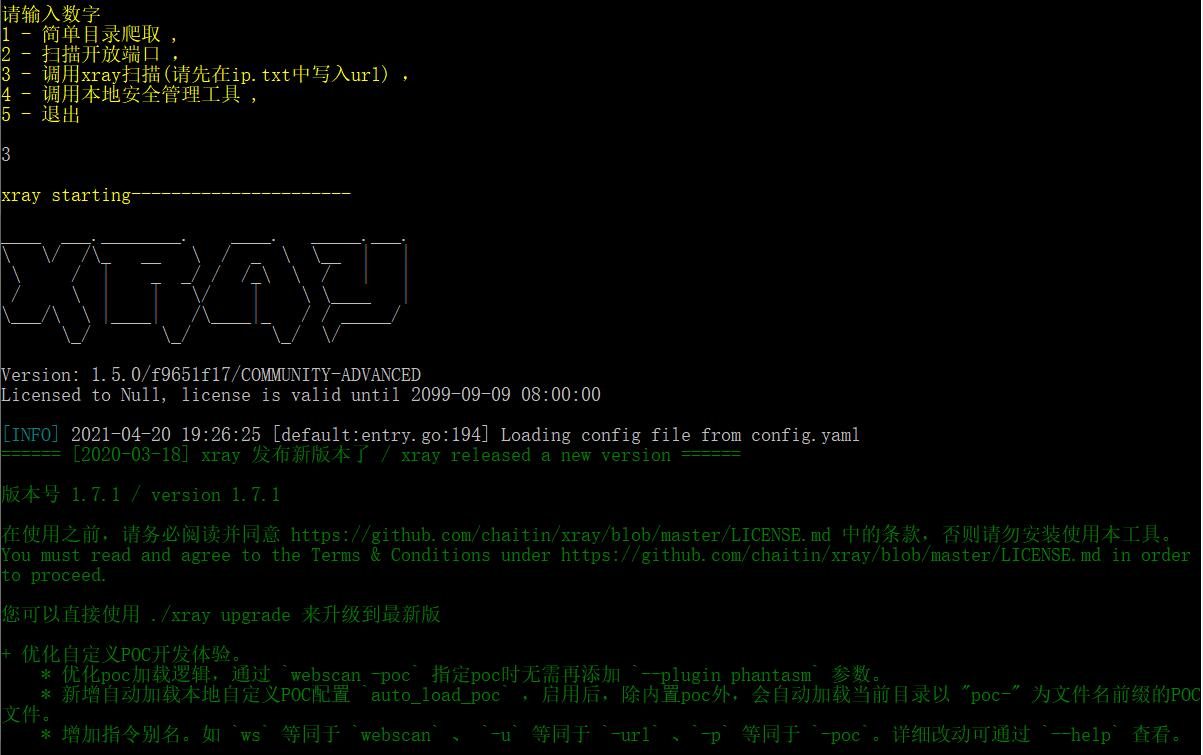 请输入数字
1 - 简单目录爬取 ,
2 - 扫描开放端口 ，
3 - 调用xray扫描(请先在ip.txt中写入url) ，
4 - 调用本地安全管理工具 ,
5 - 退出
3
xray starting----------------------
XRAY
Version: 1.5.0/f9651f17/COMMUNITY-ADVANCED
Licensed to Null, license is valid until 2099-09-09 08:00:00
[INFO] 2021-04-20 19:26:25 [default:entry.go:194] Loading config file from config.yaml
====== [2020-03-18] xray 发布新版本了 / xray released a new version ======
版本号 1.7.1 / version 1.7.1
在使用之前，请务必阅读并同意 https://github.com/chaitin/xray/blob/master/LICENSE.md 中的条款，否则请勿安装使用本工具。
You must read and agree to the Terms & Conditions under https://github.com/chaitin/xray/blob/master/LICENSE.md in order
to proceed.
您可以直接使用 ./xray upgrade 来升级到最新版
+ 优化自定义POC开发体验。
* 优化poc加载逻辑，通过 `webscan -poc` 指定poc时无需再添加 `--plugin phantasm` 参数。
* 新增自动加载本地自定义POC配置 `auto_load_poc` ，启用后，除内置poc外，会自动加载当前目录以 "poc-" 为文件名前缀的POC
文件。
* 增加指令别名。如 `ws` 等同于 `webscan` 、 `-u` 等同于 `-url` 、`-p` 等同于 `-poc`。详细改动可通过 `--help` 查看。